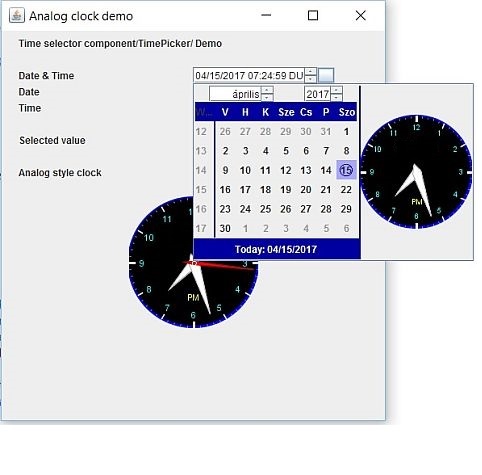 Analog clock demo
Time selector component/TimePicker/ Demo
Date & Time
04/15/2017 07:24:59 DU
Date
április
2017
Time
W... V H K Sze Cs P Szo
12 26 27 28 29 30 31 1
13 2 3 4 5 6 7 8
14 9 10 11 12 13 14 15
15 16 17 18 19 20 21 22
16 23 24 25 26 27 28 29
17 30 1 2 3 4 5 6
Today: 04/15/2017
12
1
2
3
4
5
6
7
8
9
10
11
PM
Selected value
Analog style clock
11
10
9
8
7
6
5
4
3
PM